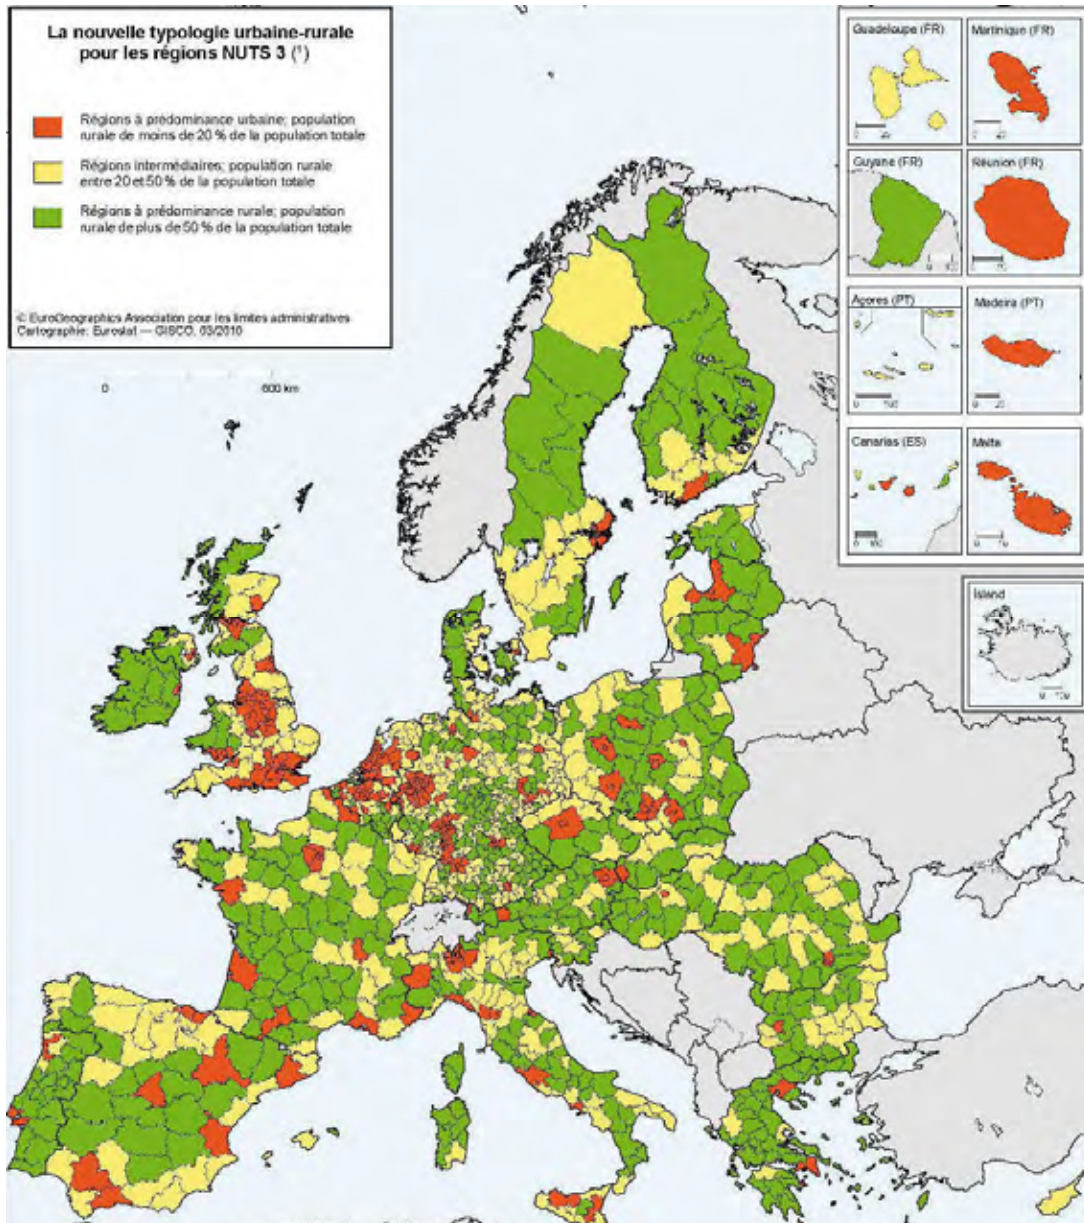 La nouvelle typologie urbaine-rurale
pour les régions NUTS 3 (¹)
Régions à prédominance urbaine; population
rurale de moins de 20 % de la population totale
Régions intermédiaires; population rurale
entre 20 et 50 % de la population totale
Régions à prédominance rurale; population
rurale de plus de 50 % de la population totale
© EuroGeographics Association pour les limites administratives
Cartographie: Eurostat — GISCO, 03/2010
0 600 km
Guadeloupe (FR)
Martinique (FR)
Guyane (FR)
Réunion (FR)
Açores (PT)
Madeira (PT)
Canarias (ES)
Malta
Island